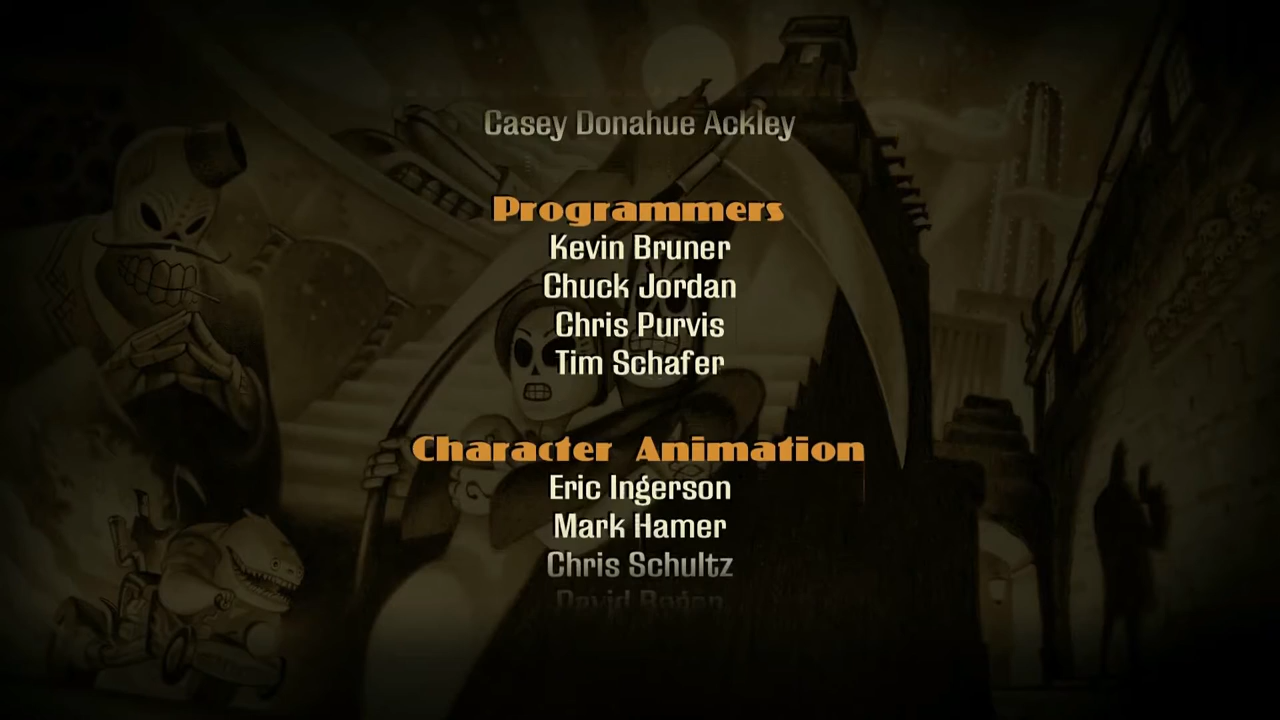 Casey Donahue Ackley
Programmers
Kevin Bruner
Chuck Jordan
Chris Purvis
Tim Schafer
Character Animation
Eric Ingerson
Mark Hamer
Chris Schultz
David